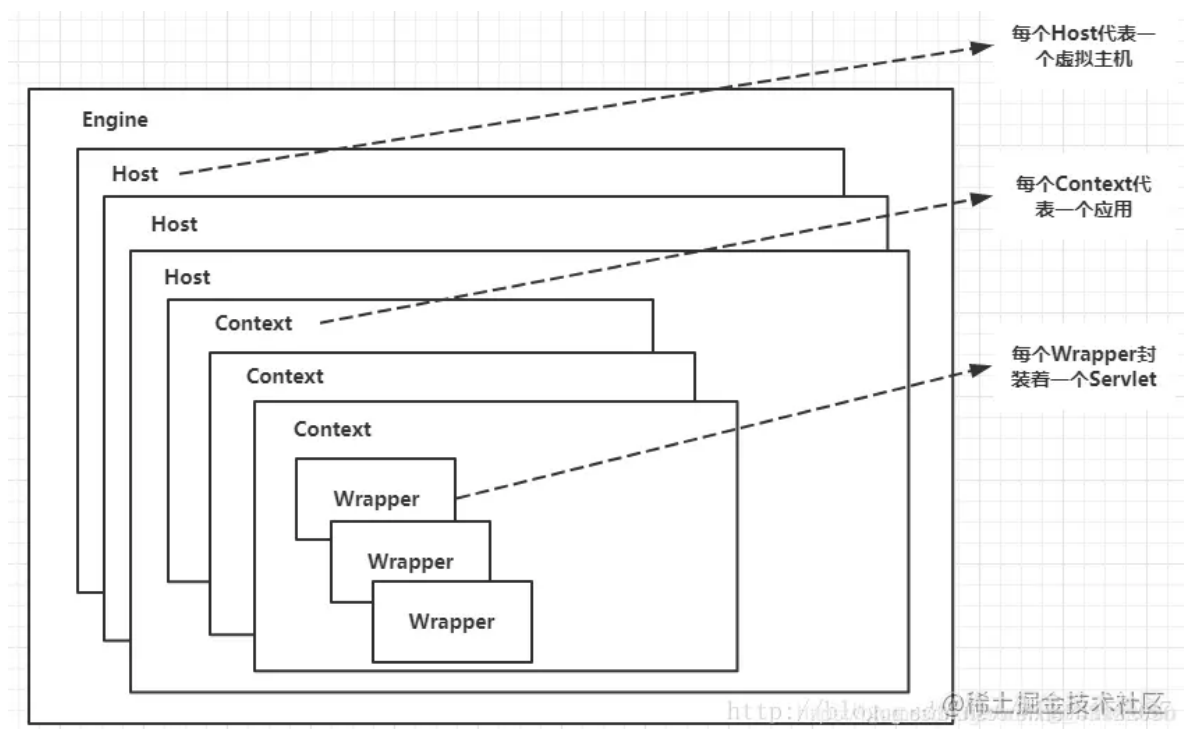 每个Host代表一
个虚拟主机
Engine
Host
Host
Host
每个Context代
表一个应用
Context
Context
Context
每个Wrapper封
装着一个Servlet
Wrapper
Wrapper
Wrapper
@稀土掘金技术社区